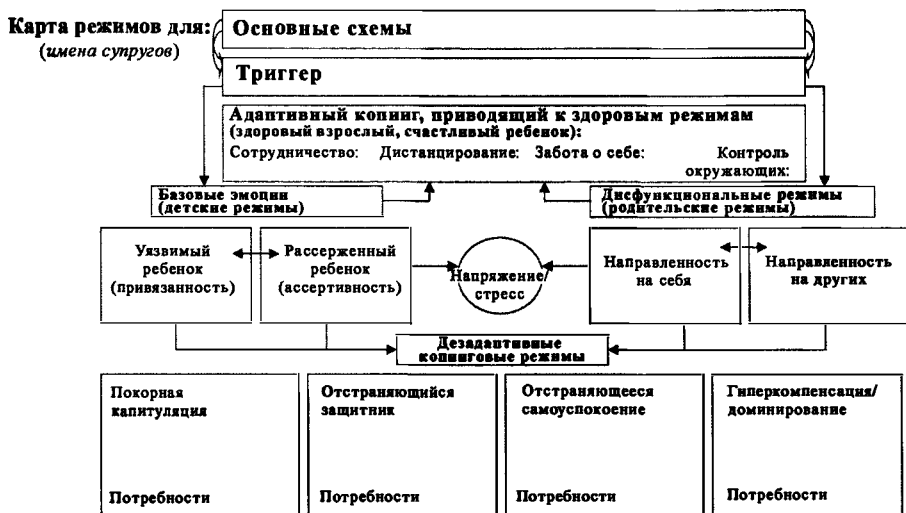 Карта режимов для:
(имена супругов)
Основные схемы
Триггер
Адаптивный копинг, приводящий к здоровым режимам
(здоровый взрослый, счастливый ребенок):
Сотрудничество: Дистанцирование: Забота о себе: Контроль
окружающих:
Базовые эмоции
(детские режимы)
Дисфункциональные режимы
(родительские режимы)
Уязвимый
ребенок
(привязанность)
Рассерженный
ребенок
(ассертивность)
Напряжение/
стресс
Направленность
на себя
Направленность
на других
Дезадаптивные
копинговые режимы
Покорная
капитуляция
Потребности
Отстраняющийся
защитник
Потребности
Отстраняющееся
самоуспокоение
Потребности
Гиперкомпенсация/
доминирование
Потребности